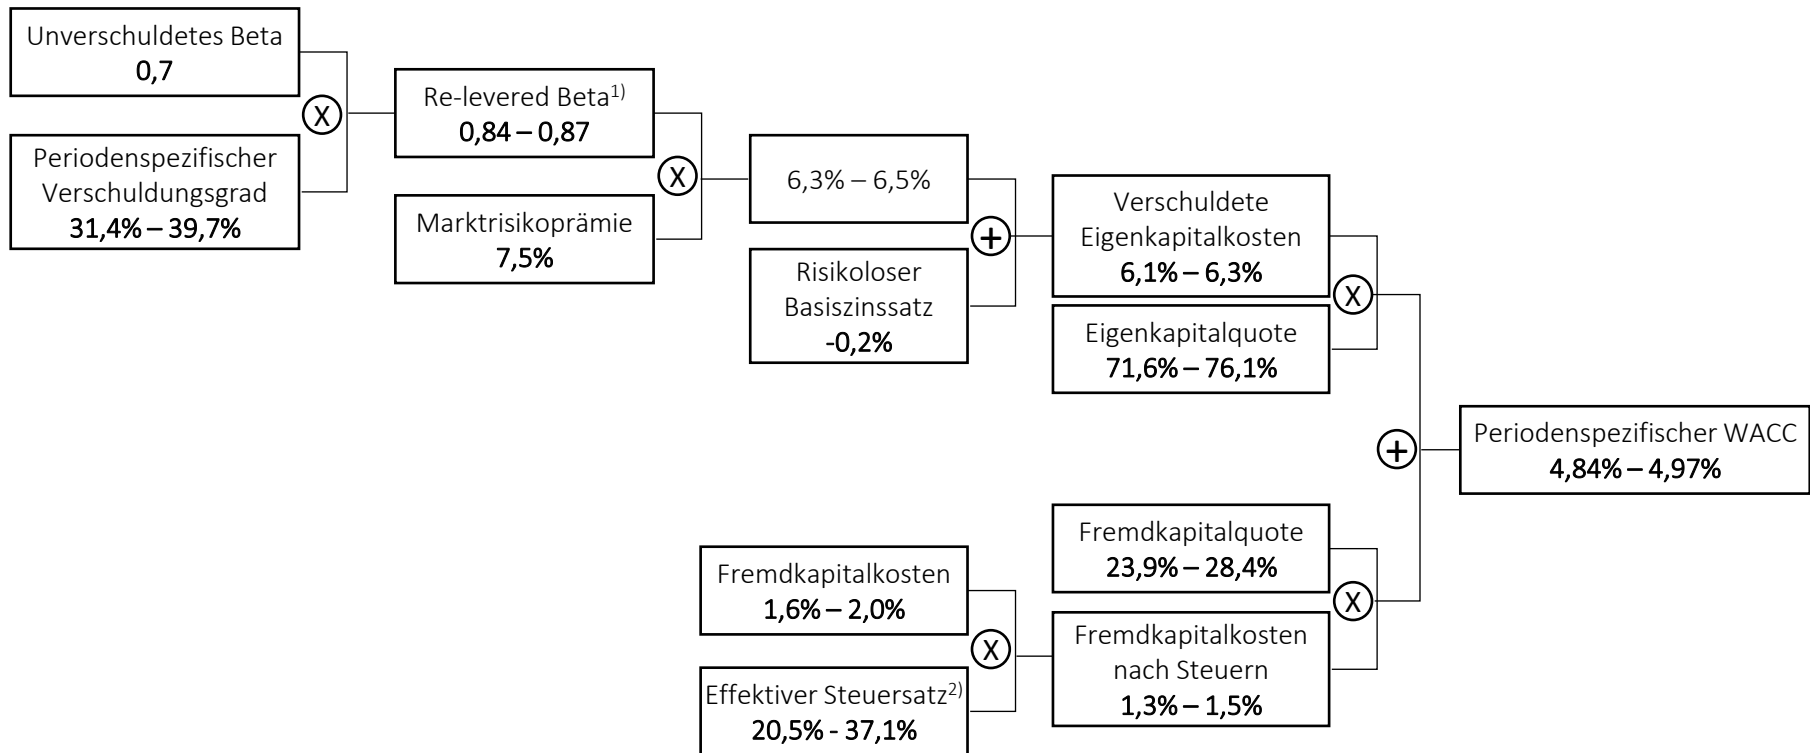 Unverschuldetes Beta
0,7
X
Periodenspezifischer
Verschuldungsgrad
31,4% – 39,7%
Re-levered Beta1)
0,84 – 0,87
X
Marktrisikoprämie
7,5%
6,3% – 6,5%
+
Risikoloser
Basiszinssatz
-0,2%
Verschuldete
Eigenkapitalkosten
6,1% – 6,3%
X
Eigenkapitalquote
71,6% – 76,1%
+
Periodenspezifischer WACC
4,84% – 4,97%
Fremdkapitalquote
23,9% – 28,4%
X
Fremdkapitalkosten
1,6% – 2,0%
X
Effektiver Steuersatz2)
20,5% - 37,1%
Fremdkapitalkosten
nach Steuern
1,3% – 1,5%